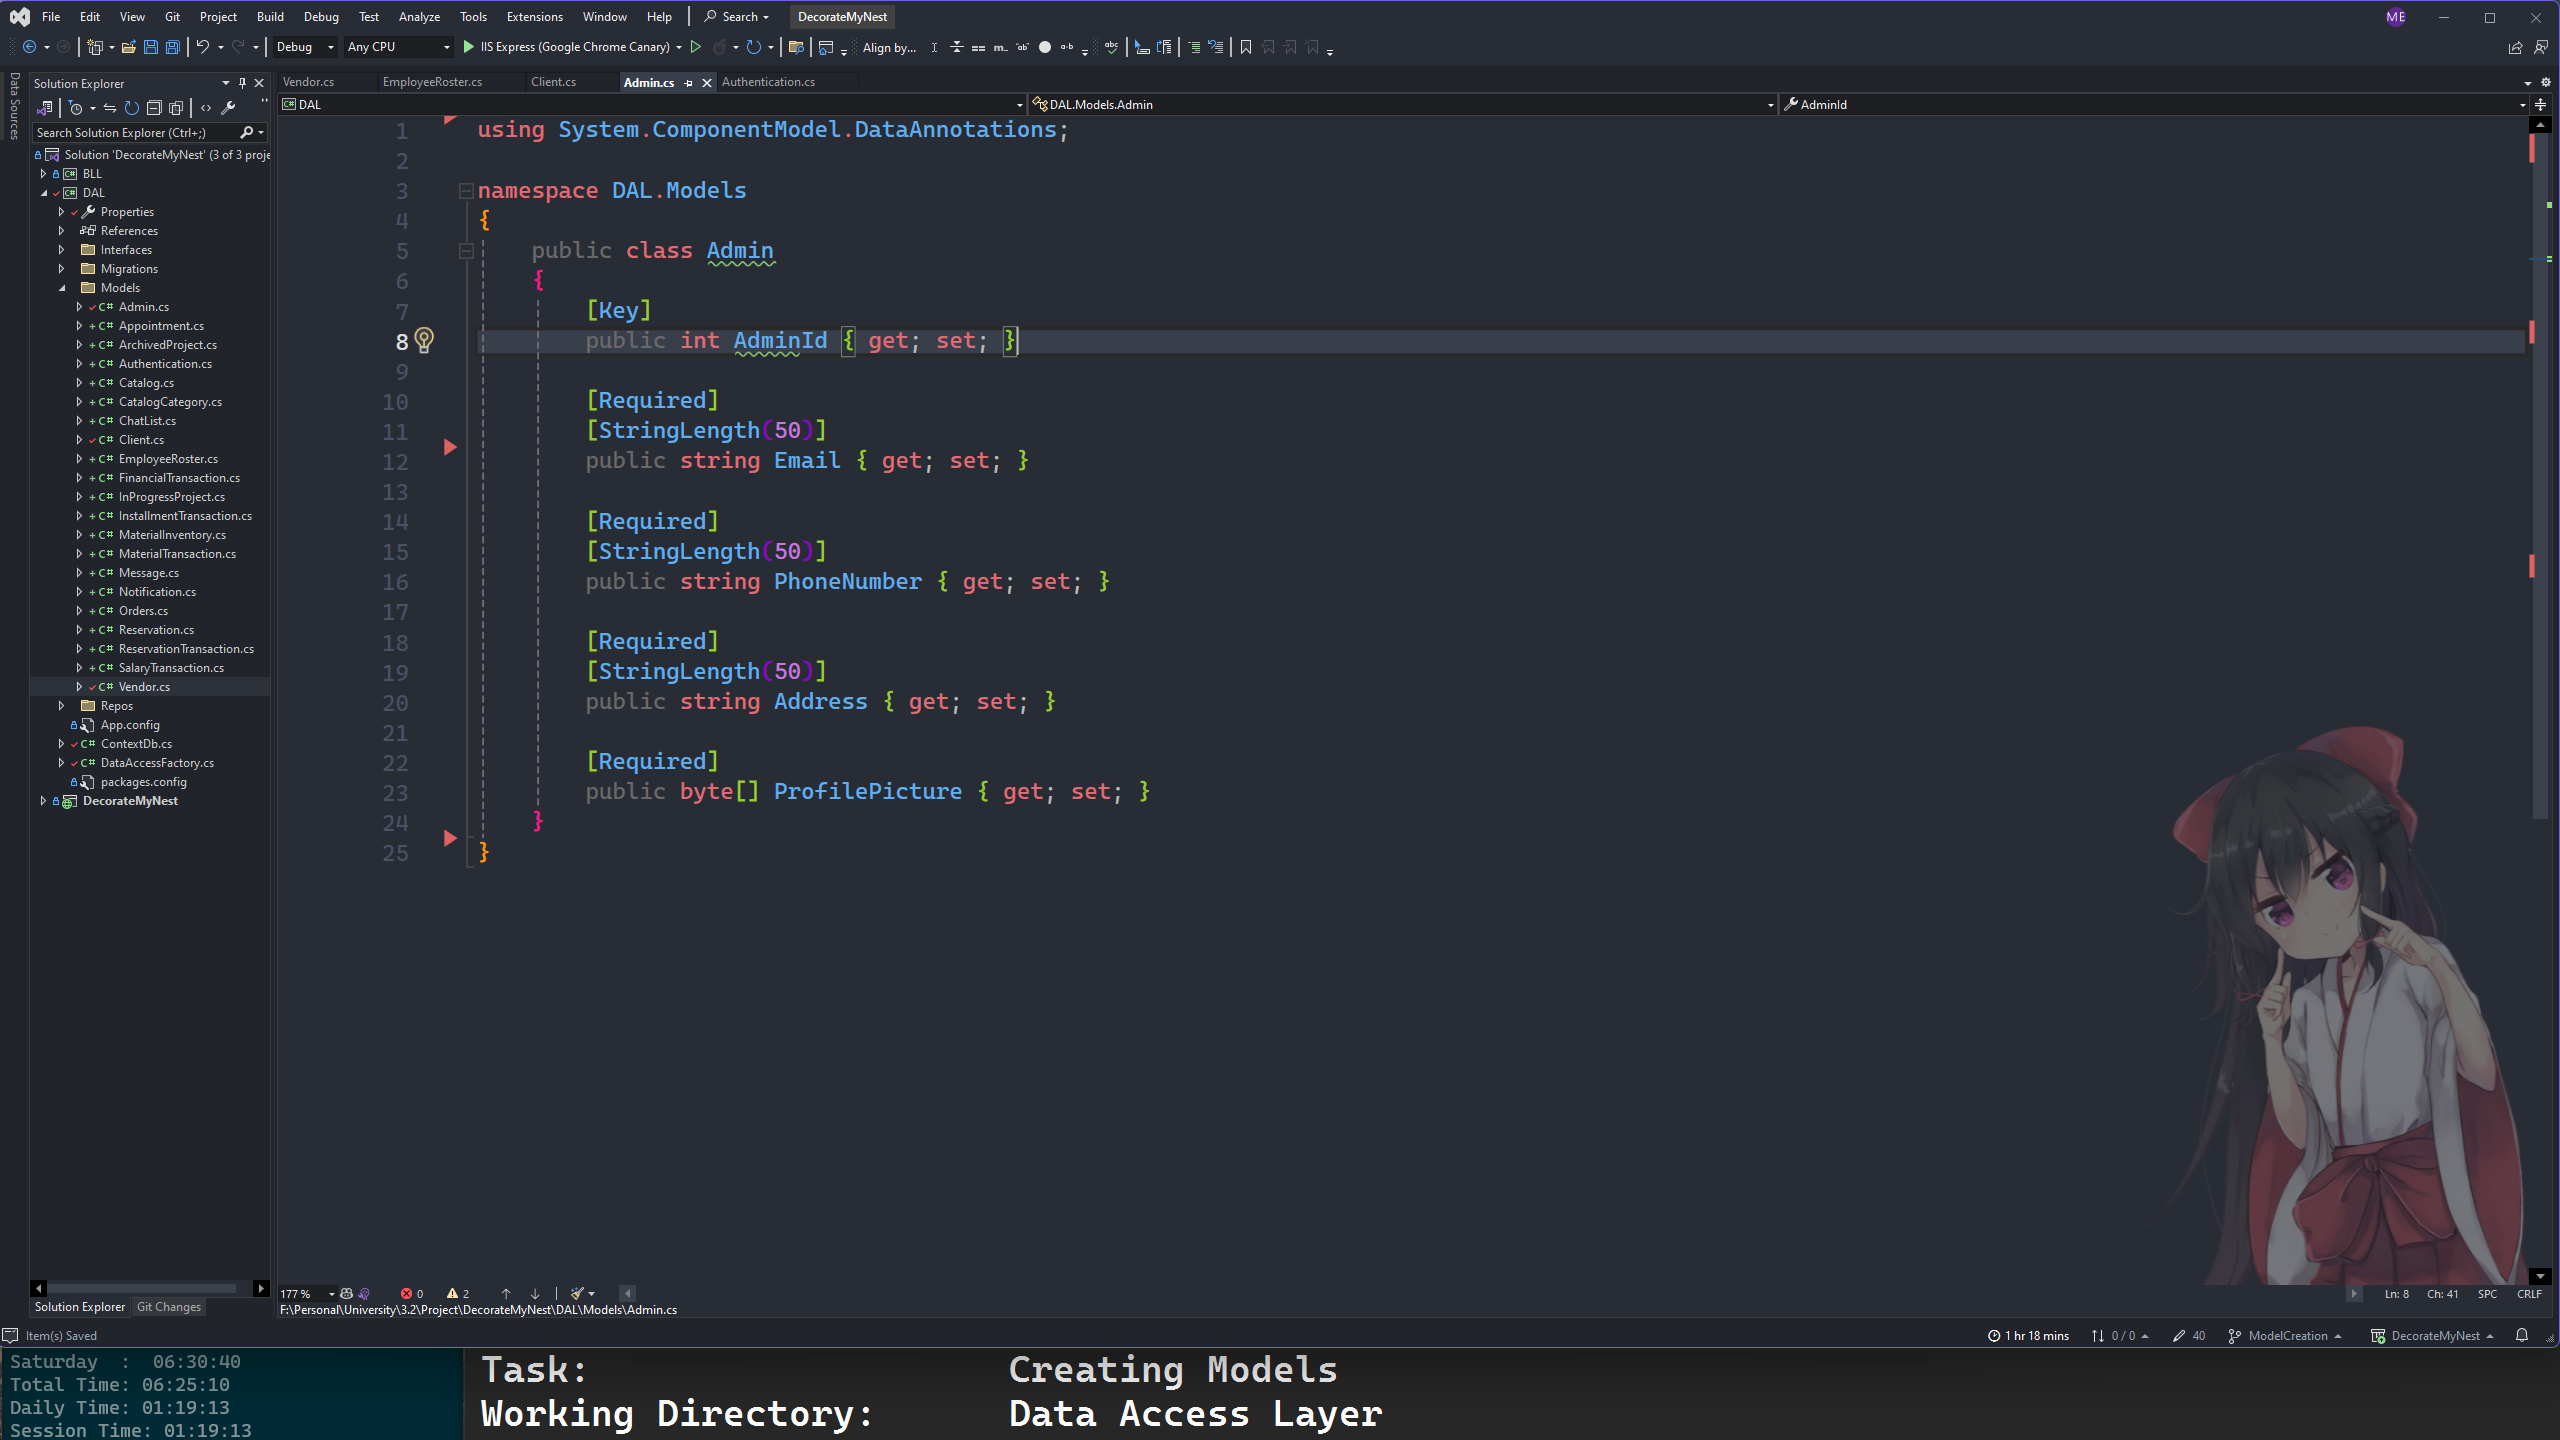 File Edit View Git Project Build Debug Test Analyze Tools Extensions Window Help Search DecorateMyNest ME
Debug Any CPU IIS Express (Google Chrome Canary) Align by...
Data Sources
Solution Explorer
Search Solution Explorer (Ctrl+;)
Solution 'DecorateMyNest' (3 of 3 proje
BLL
DAL
Properties
References
Interfaces
Migrations
Models
C# Admin.cs
C# Appointment.cs
C# ArchivedProject.cs
C# Authentication.cs
C# Catalog.cs
C# CatalogCategory.cs
C# ChatList.cs
C# Client.cs
C# EmployeeRoster.cs
C# FinancialTransaction.cs
C# InProgressProject.cs
C# InstallmentTransaction.cs
C# MaterialInventory.cs
C# MaterialTransaction.cs
C# Message.cs
C# Notification.cs
C# Orders.cs
C# Reservation.cs
C# ReservationTransaction.cs
C# SalaryTransaction.cs
C# Vendor.cs
Repos
App.config
C# ContextDb.cs
C# DataAccessFactory.cs
packages.config
DecorateMyNest
Solution Explorer Git Changes
Vendor.cs EmployeeRoster.cs Client.cs Admin.cs Authentication.cs
DAL DAL.Models.Admin AdminId
1 using System.ComponentModel.DataAnnotations;
2
3 namespace DAL.Models
4 {
5 public class Admin
6 {
7 [Key]
8 public int AdminId { get; set; }
9
10 [Required]
11 [StringLength(50)]
12 public string Email { get; set; }
13
14 [Required]
15 [StringLength(50)]
16 public string PhoneNumber { get; set; }
17
18 [Required]
19 [StringLength(50)]
20 public string Address { get; set; }
21
22 [Required]
23 public byte[] ProfilePicture { get; set; }
24 }
25 }
177 % 0 2 Ln: 8 Ch: 41 SPC CRLF
F:\Personal\University\3.2\Project\DecorateMyNest\DAL\Models\Admin.cs
Item(s) Saved 1 hr 18 mins 0 / 0 40 ModelCreation DecorateMyNest
Saturday : 06:30:40
Total Time: 06:25:10
Daily Time: 01:19:13
Session Time: 01:19:13
Task: Creating Models
Working Directory: Data Access Layer